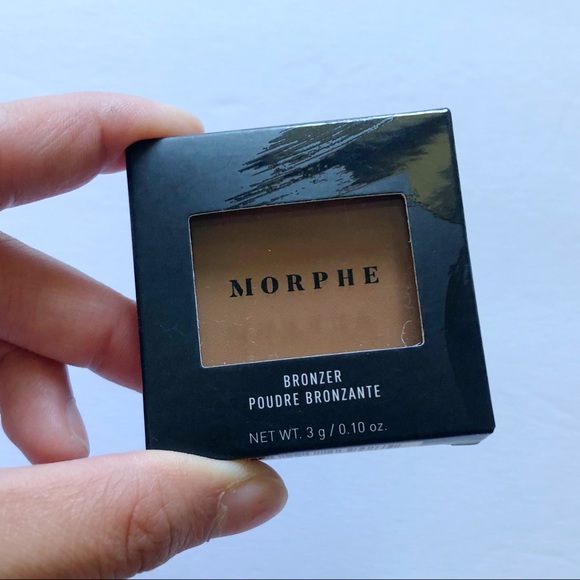 MORPHE
BRONZER
POUDRE BRONZANTE
NET WT. 3 g / 0.10 oz.